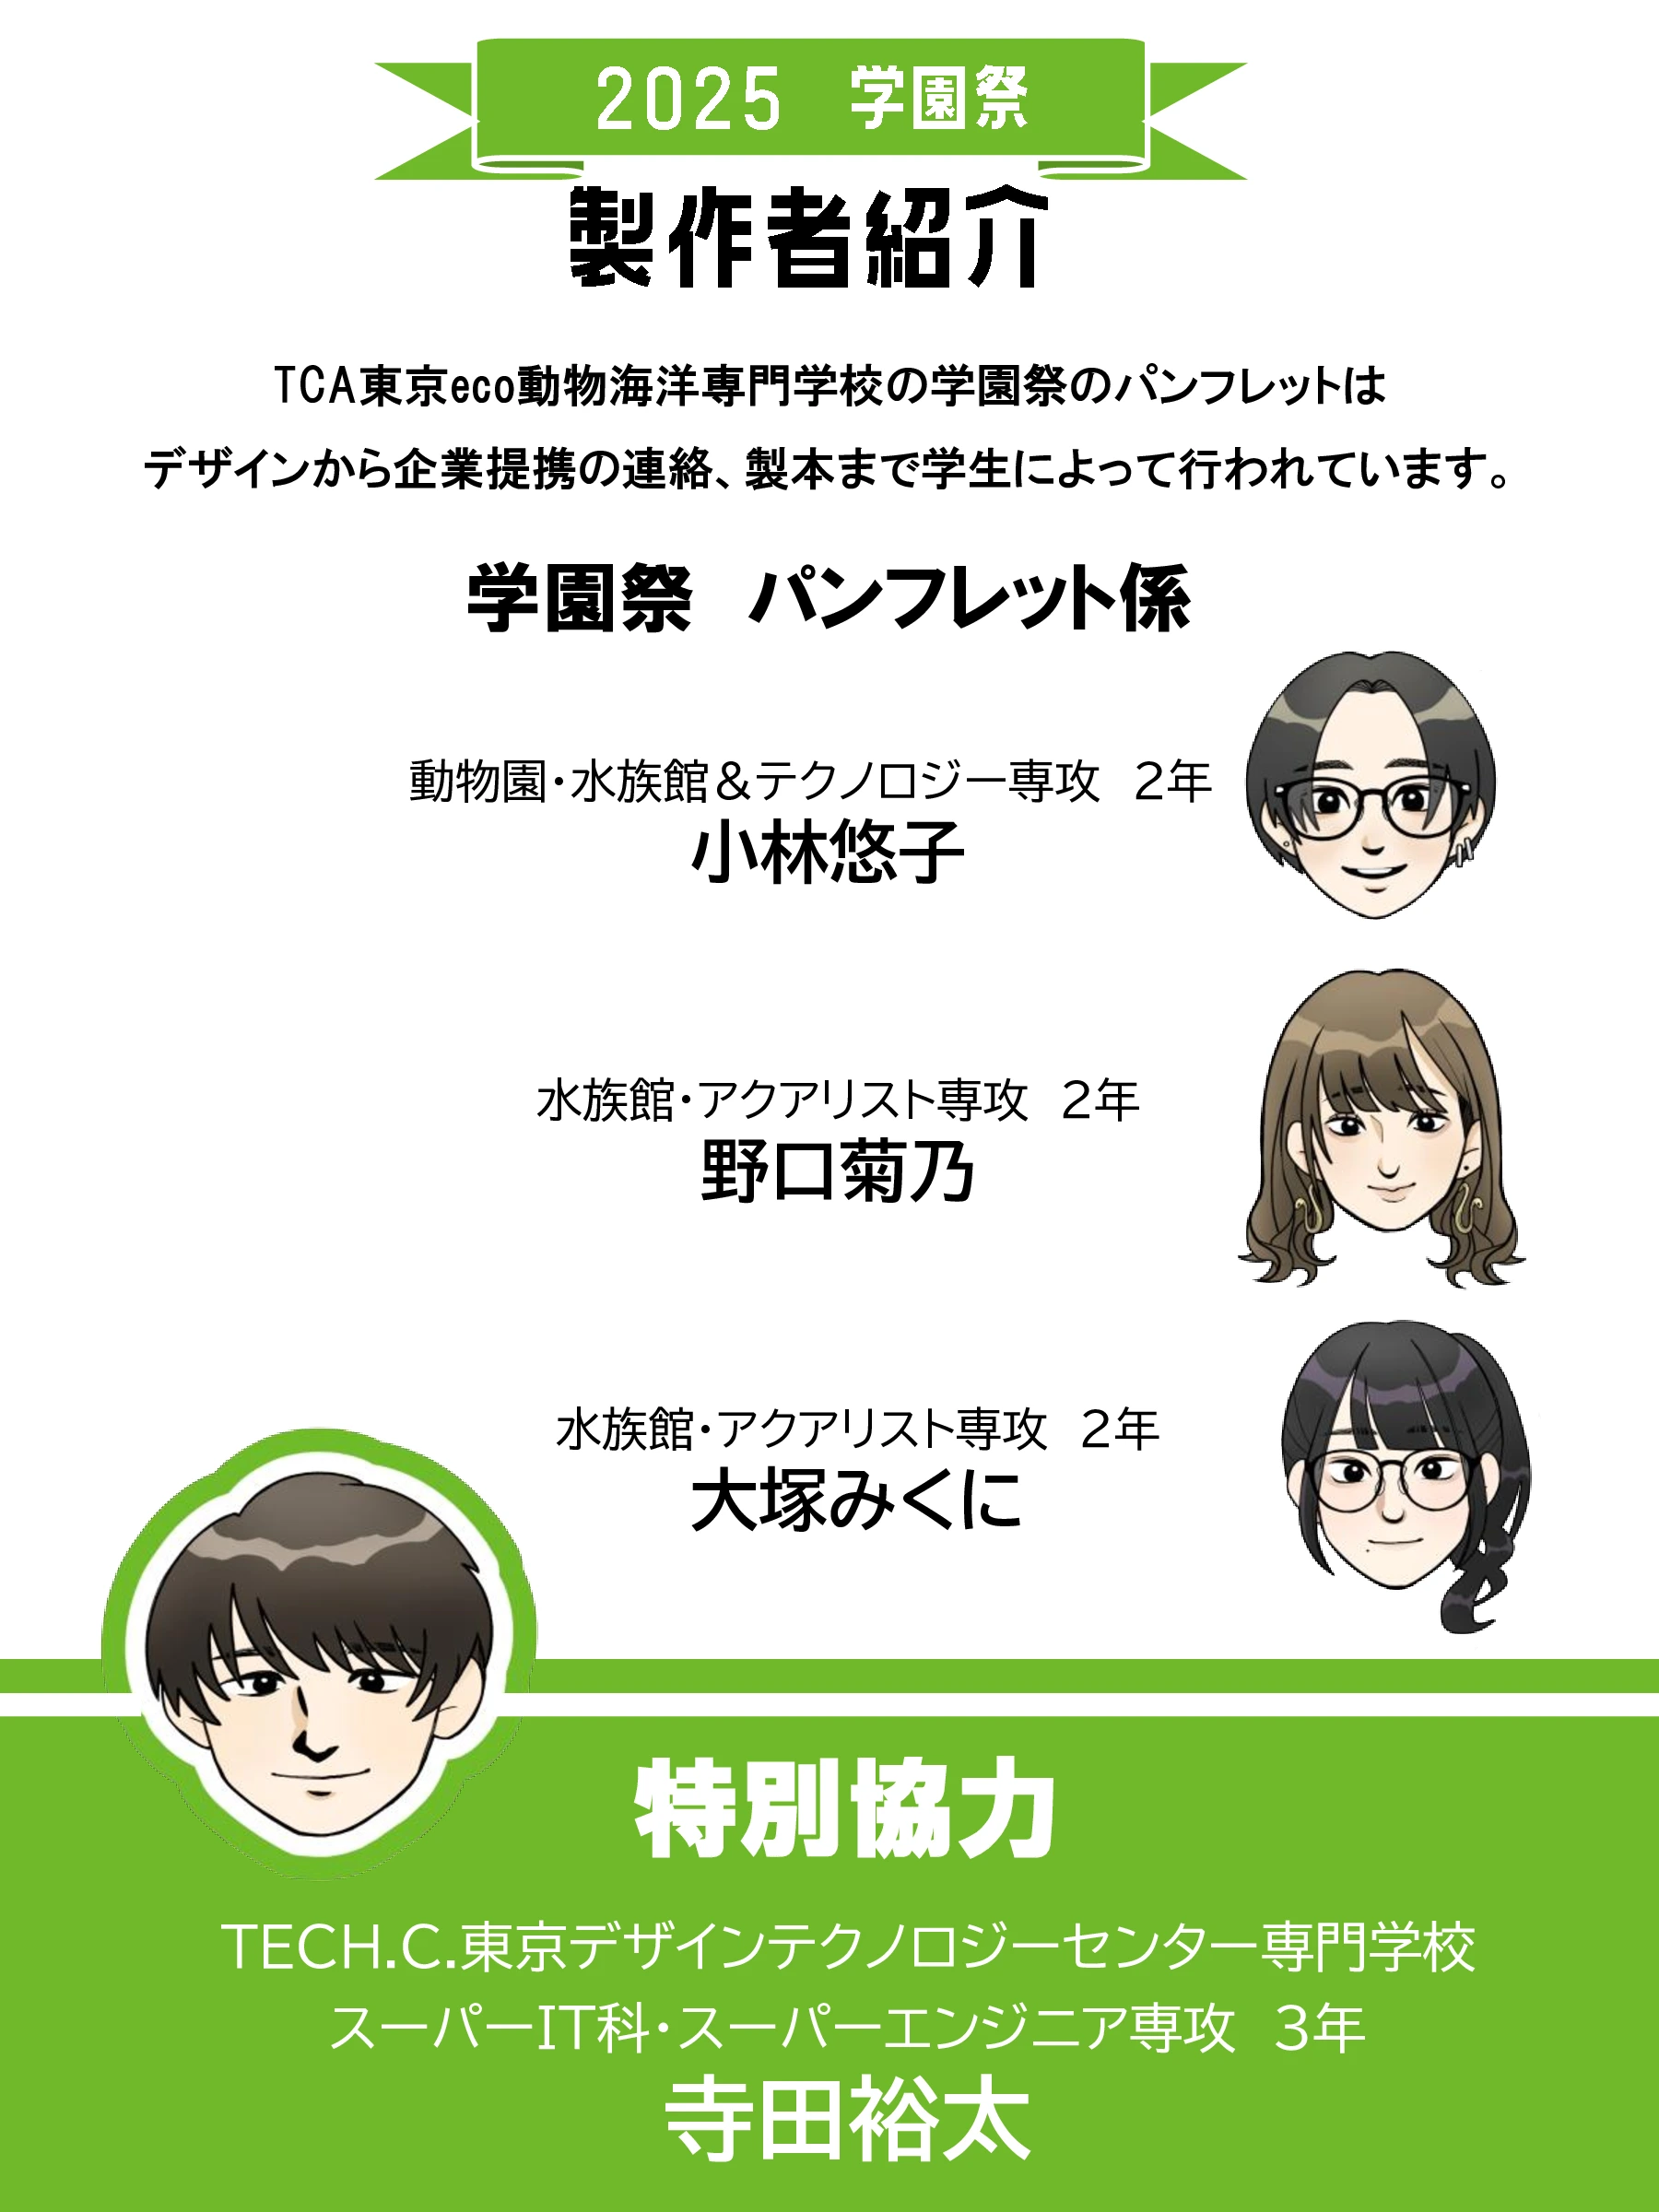 2025 学園祭
製作者紹介
TCA東京eco動物海洋専門学校の学園祭のパンフレットは
デザインから企業提携の連絡、製本まで学生によって行われています。
学園祭 パンフレット係
動物園・水族館＆テクノロジー専攻 2年
小林悠子
水族館・アクアリスト専攻 2年
野口菊乃
水族館・アクアリスト専攻 2年
大塚みくに
特別協力
TECH.C.東京デザインテクノロジーセンター専門学校
スーパーIT科・スーパーエンジニア専攻 3年
寺田裕太